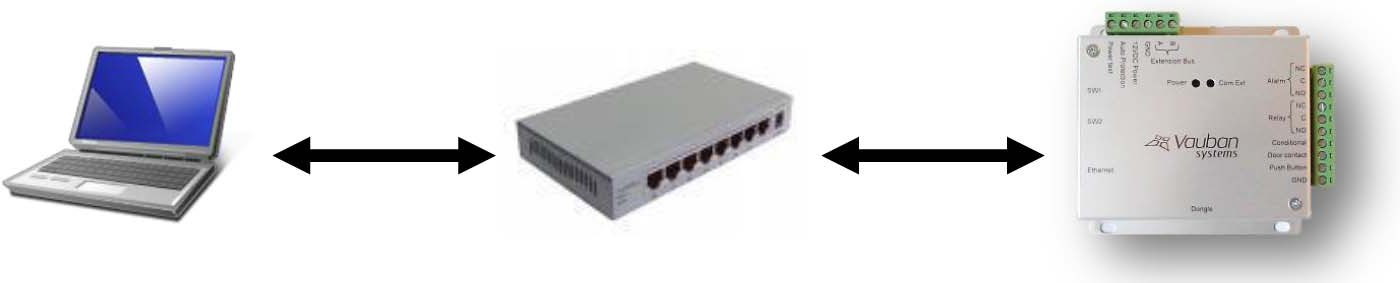 Power test
Auto Protection
12VDC Power
GND
A
B
Extension Bus
Power
Com Ext
SW1
SW2
Ethernet
Vauban
systems
Dongle
Alarm
NC
C
NO
Relay
NC
C
NO
Conditional
Door contact
Push Button
GND